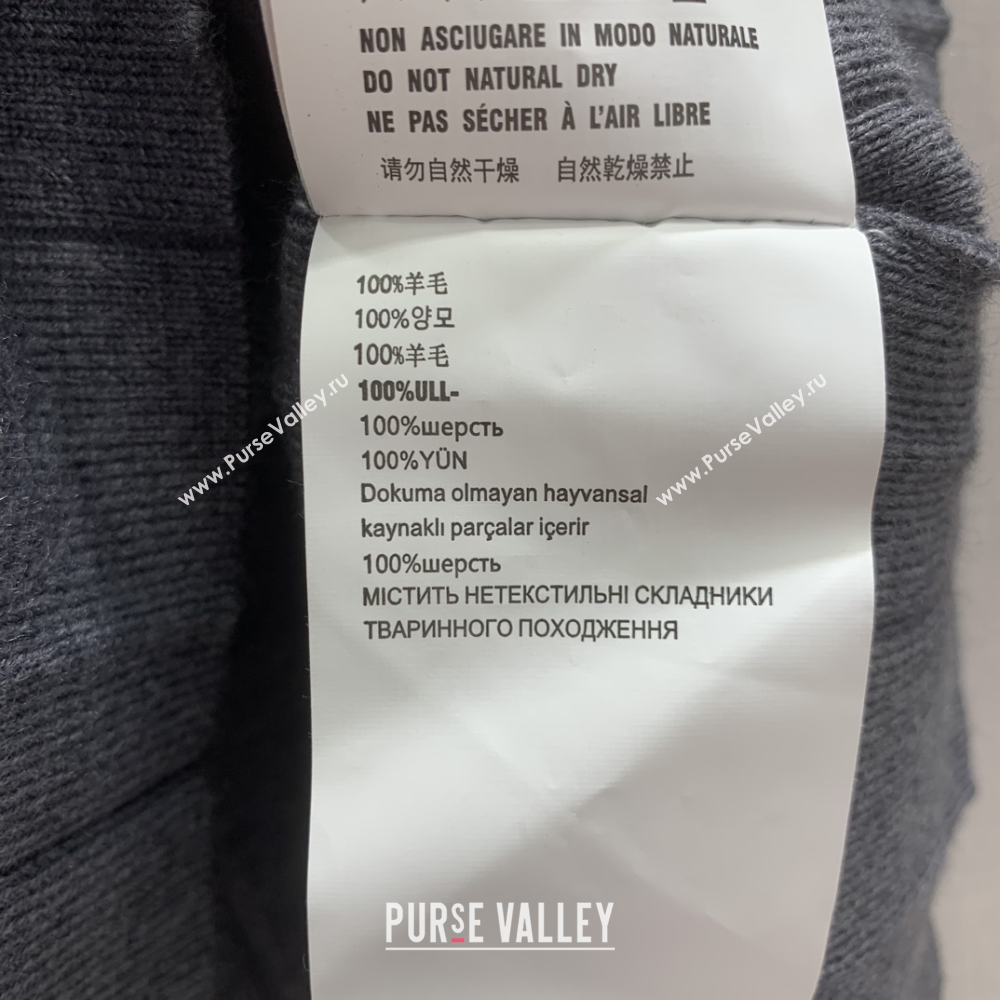 NON ASCIUGARE IN MODO NATURALE
DO NOT NATURAL DRY
NE PAS SÉCHER À L'AIR LIBRE
请勿自然干燥 自然乾燥禁止
100%羊毛
100%양모
100%羊毛
100%ULL-
100%шерсть
100%YÜN
Dokuma olmayan hayvansal
kaynaklı parçalar içerir
100%шерсть
МІСТИТЬ НЕТЕКСТИЛЬНІ СКЛАДНИКИ
ТВАРИННОГО ПОХОДЖЕННЯ
www.PurseValley.ru
www.PurseValley.ru
PURSE VALLEY